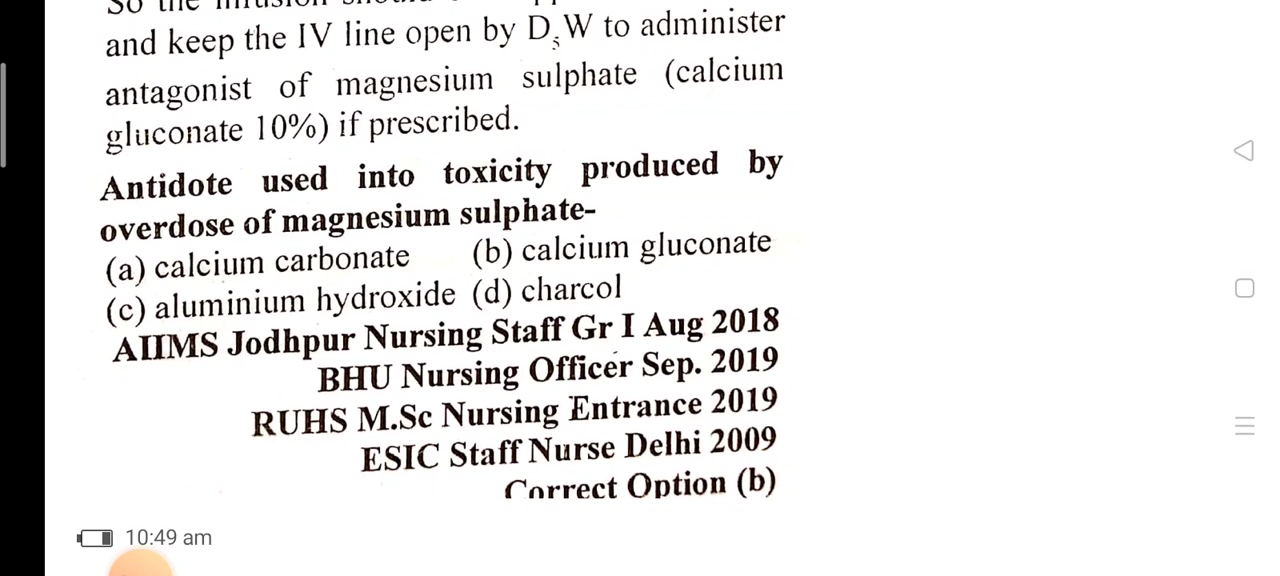 So the infusion
and keep the IV line open by D5W to administer
antagonist of magnesium sulphate (calcium
gluconate 10%) if prescribed.
Antidote used into toxicity produced by
overdose of magnesium sulphate-
(a) calcium carbonate (b) calcium gluconate
(c) aluminium hydroxide (d) charcol
AIIMS Jodhpur Nursing Staff Gr I Aug 2018
BHU Nursing Officer Sep. 2019
RUHS M.Sc Nursing Entrance 2019
ESIC Staff Nurse Delhi 2009
Correct Option (b)
10:49 am